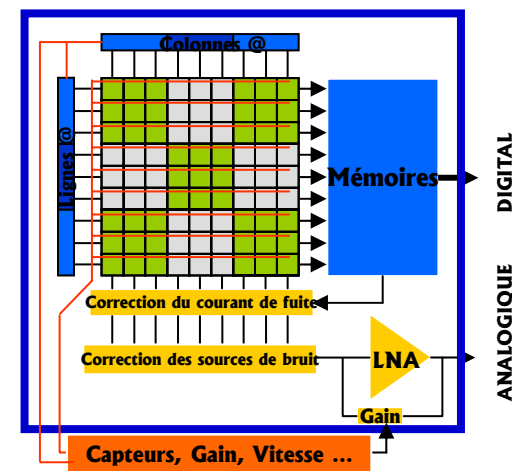 Colonnes @
Lignes @
Mémoires
DIGITAL
Correction du courant de fuite
Correction des sources de bruit
LNA
ANALOGIQUE
Gain
Capteurs, Gain, Vitesse ...